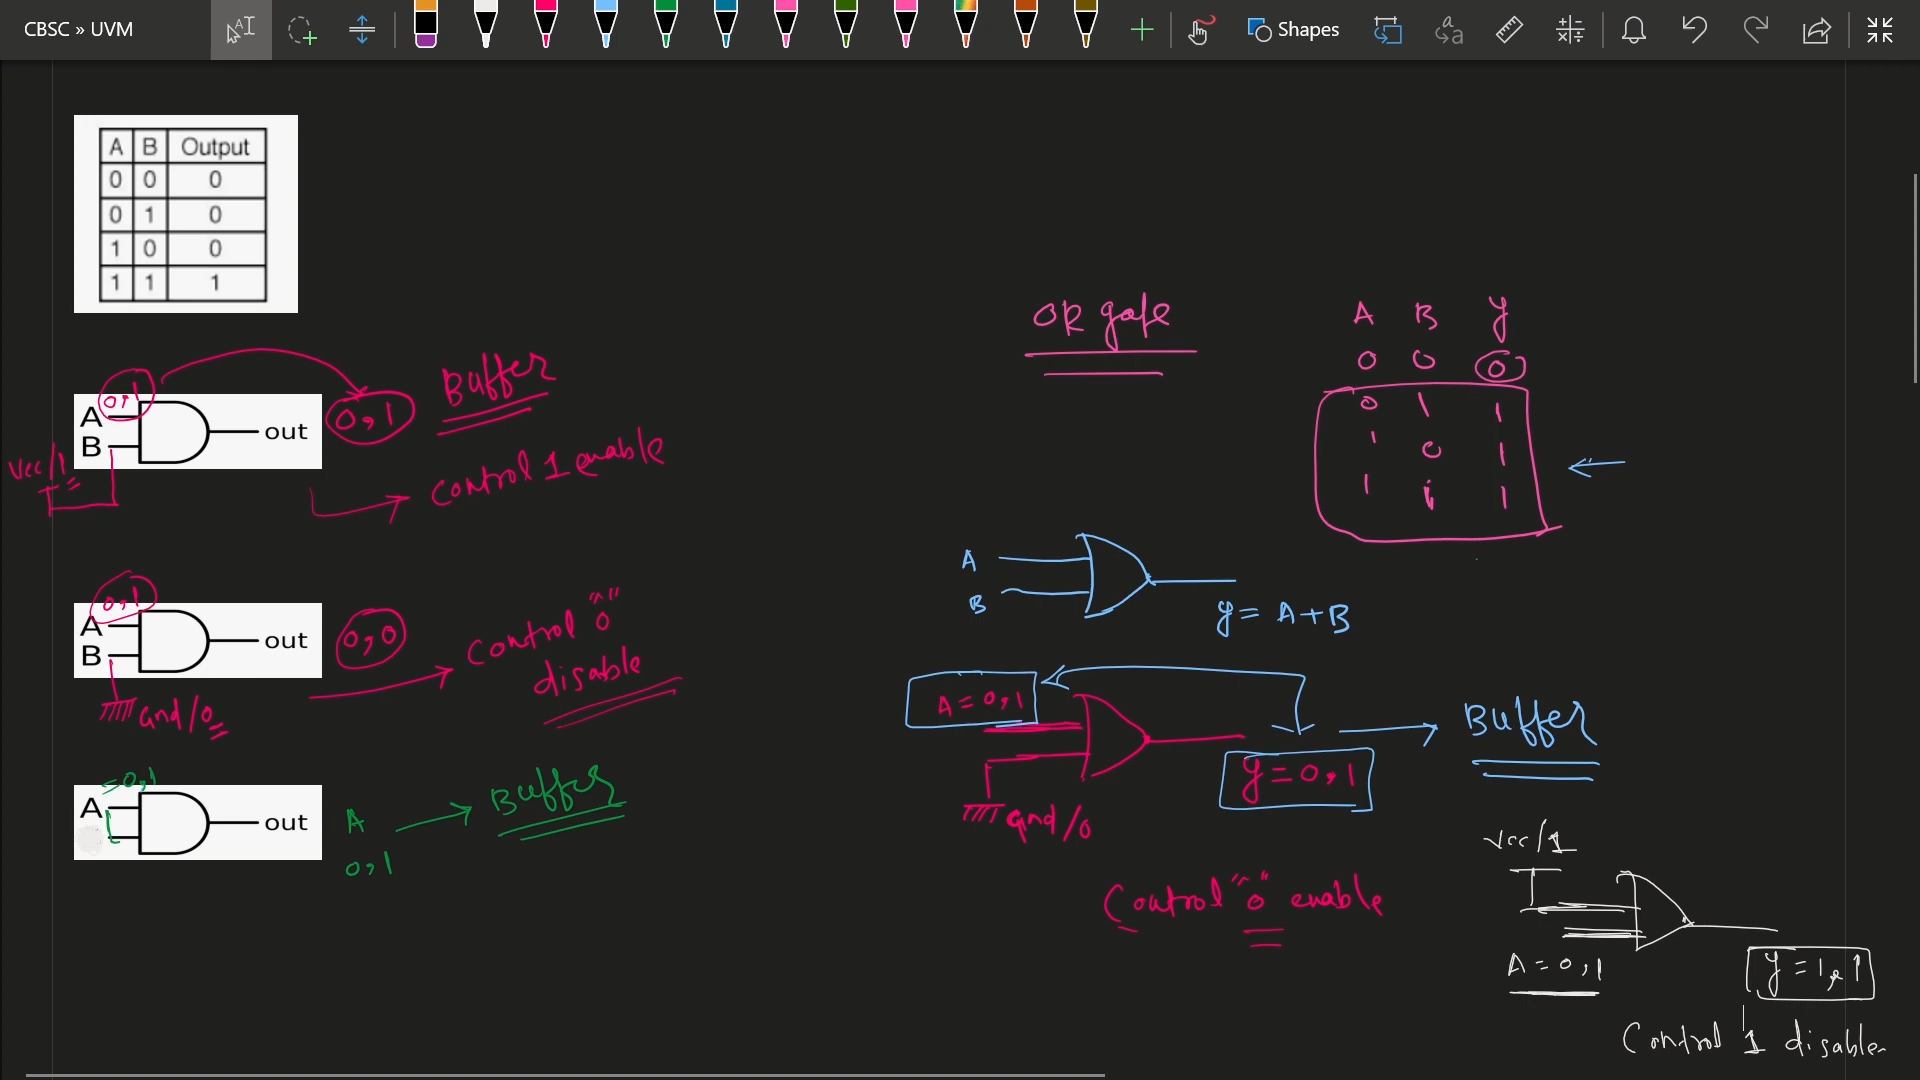 CBSC » UVM
Shapes
A B Output
0 0 0
0 1 0
1 0 0
1 1 1
0,1
A
B
out
Vcc/1
0,1
Buffer
Control 1 enable
0,1
A
B
out
Gnd/0
0,0
Control "0"
disable
=0,1
A
out
A
0,1
Buffer
OR gate
A B Y
0 0 0
0 1 1
1 0 1
1 1 1
A
B
y = A+B
A = 0,1
Gnd/0
y = 0,1
Buffer
Control "0" enable
Vcc/1
A = 0,1
y = 1,1
Control 1 disable